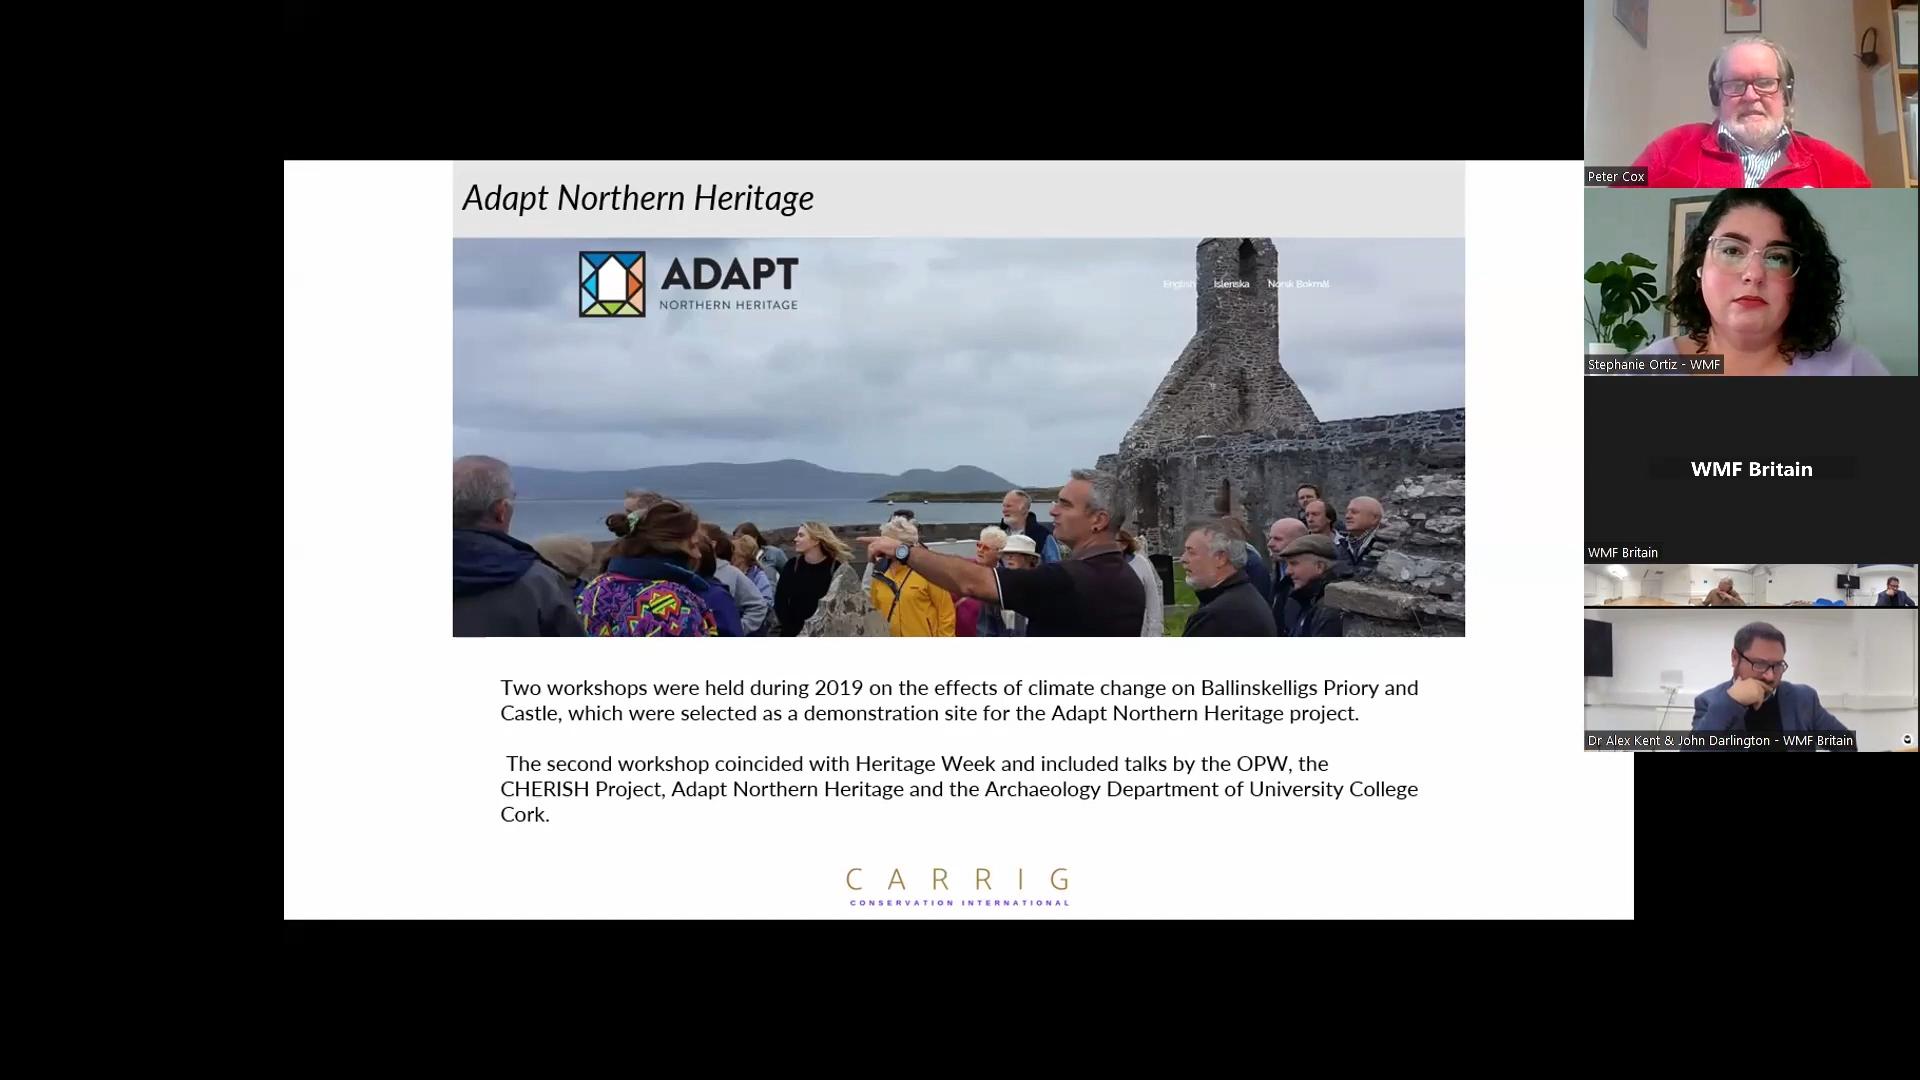 Adapt Northern Heritage
ADAPT
NORTHERN HERITAGE
English Íslenska Norsk Bokmål
Two workshops were held during 2019 on the effects of climate change on Ballinskelligs Priory and
Castle, which were selected as a demonstration site for the Adapt Northern Heritage project.
The second workshop coincided with Heritage Week and included talks by the OPW, the
CHERISH Project, Adapt Northern Heritage and the Archaeology Department of University College
Cork.
CARRIG
CONSERVATION INTERNATIONAL
Peter Cox
Stephanie Ortiz - WMF
WMF Britain
WMF Britain
Dr Alex Kent & John Darlington - WMF Britain